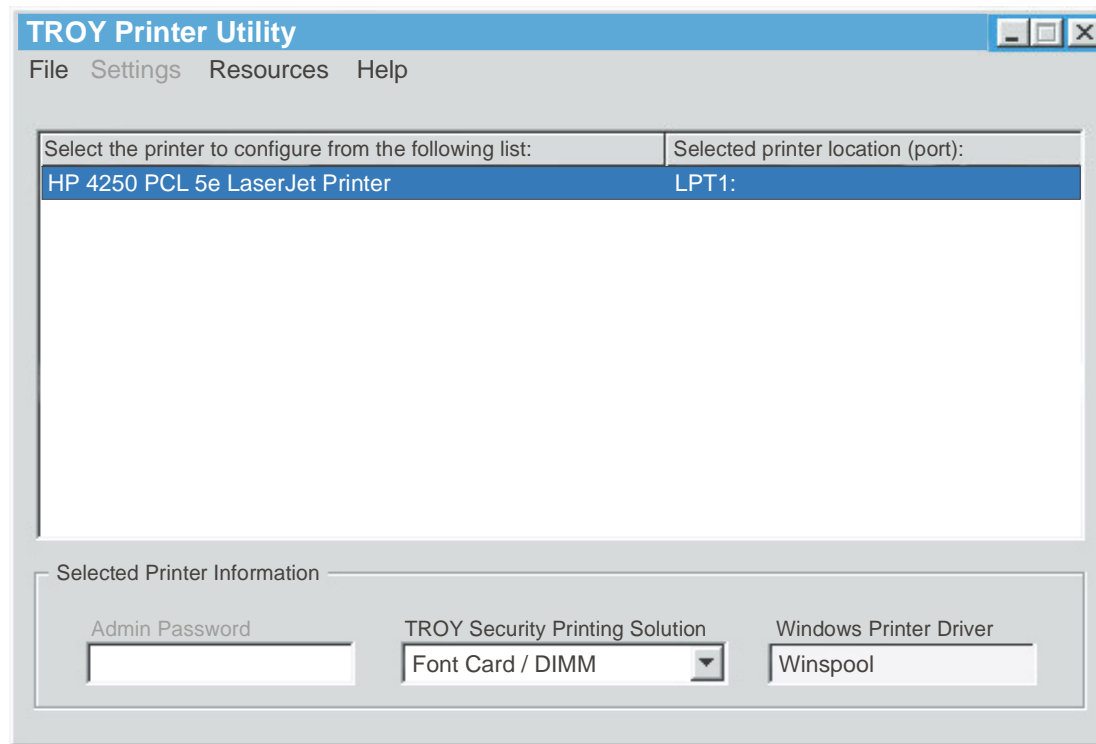 TROY Printer Utility
File Settings Resources Help
Select the printer to configure from the following list: Selected printer location (port):
HP 4250 PCL 5e LaserJet Printer LPT1:
Selected Printer Information
Admin Password TROY Security Printing Solution Windows Printer Driver
Font Card / DIMM Winspool